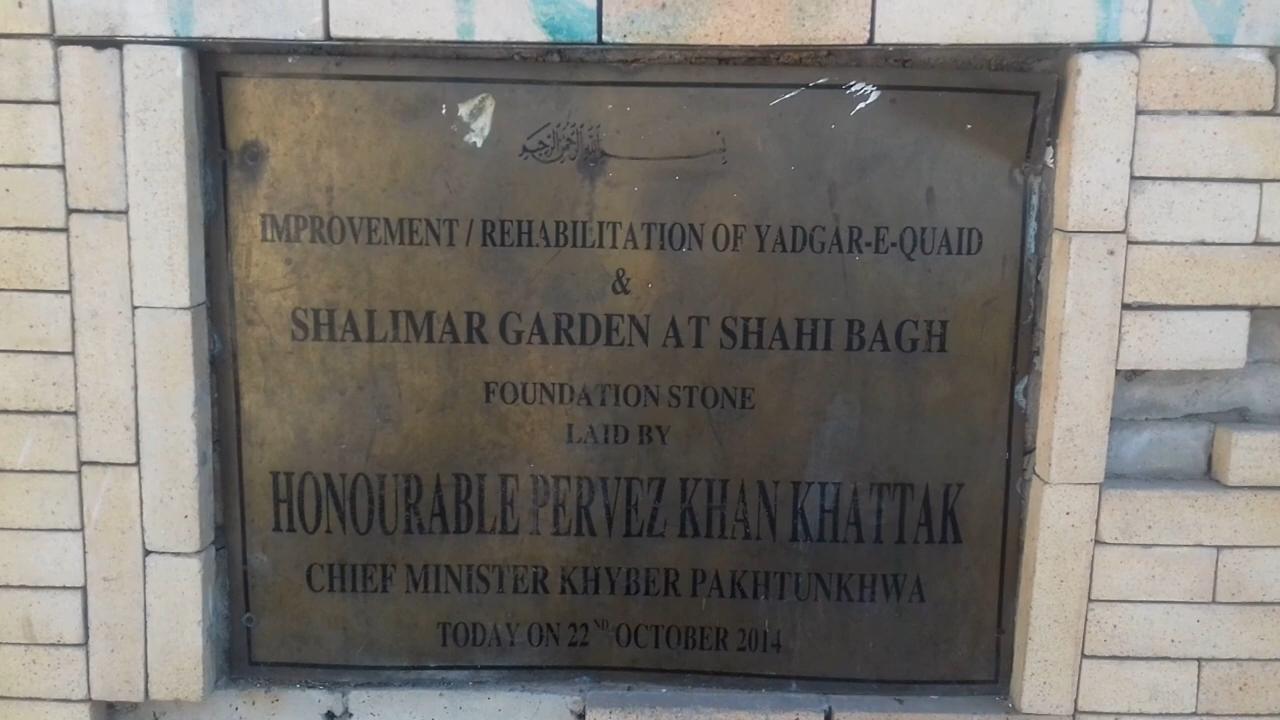 بسم الله الرحمن الرحيم
IMPROVEMENT / REHABILITATION OF YADGAR-E-QUAID
&
SHALIMAR GARDEN AT SHAHI BAGH
FOUNDATION STONE
LAID BY
HONOURABLE PERVEZ KHAN KHATTAK
CHIEF MINISTER KHYBER PAKHTUNKHWA
TODAY ON 22ND OCTOBER 2014